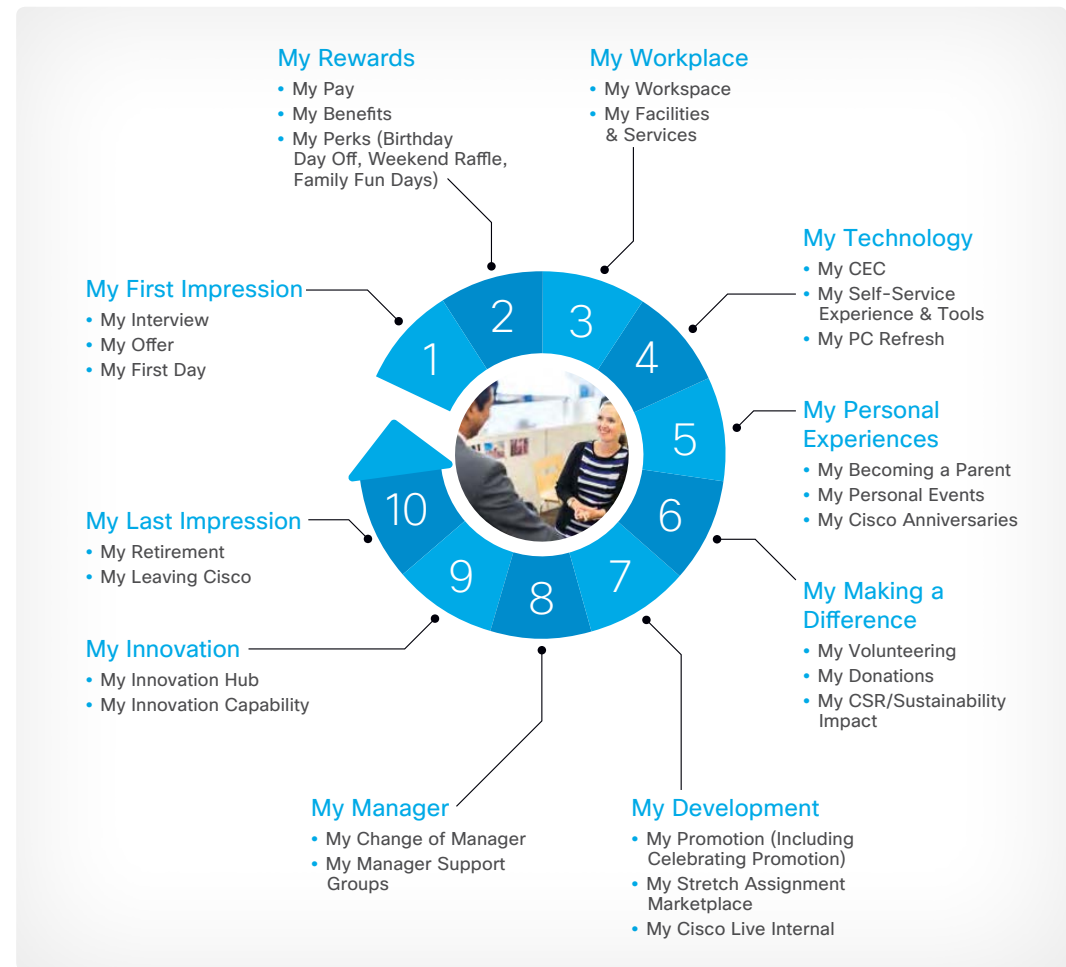 My Rewards
• My Pay
• My Benefits
• My Perks (Birthday
Day Off, Weekend Raffle,
Family Fun Days)
My Workplace
• My Workspace
• My Facilities
& Services
My Technology
• My CEC
• My Self-Service
Experience & Tools
• My PC Refresh
My First Impression
• My Interview
• My Offer
• My First Day
1
2
3
4
5
6
7
8
9
10
My Personal
Experiences
• My Becoming a Parent
• My Personal Events
• My Cisco Anniversaries
My Making a
Difference
• My Volunteering
• My Donations
• My CSR/Sustainability
Impact
My Last Impression
• My Retirement
• My Leaving Cisco
My Innovation
• My Innovation Hub
• My Innovation Capability
My Manager
• My Change of Manager
• My Manager Support
Groups
My Development
• My Promotion (Including
Celebrating Promotion)
• My Stretch Assignment
Marketplace
• My Cisco Live Internal